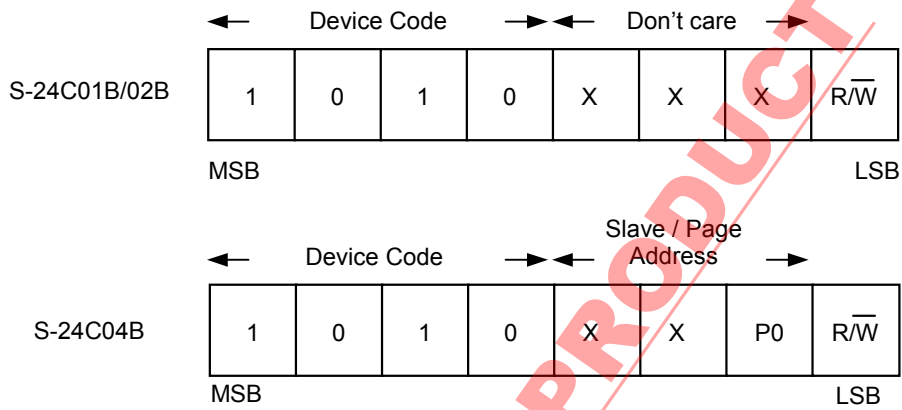 Device Code Don't care
S-24C01B/02B 1 0 1 0 X X X R/W̅
MSB LSB
Slave / Page
Device Code Address
S-24C04B 1 0 1 0 X X P0 R/W̅
MSB LSB
PRODUCT